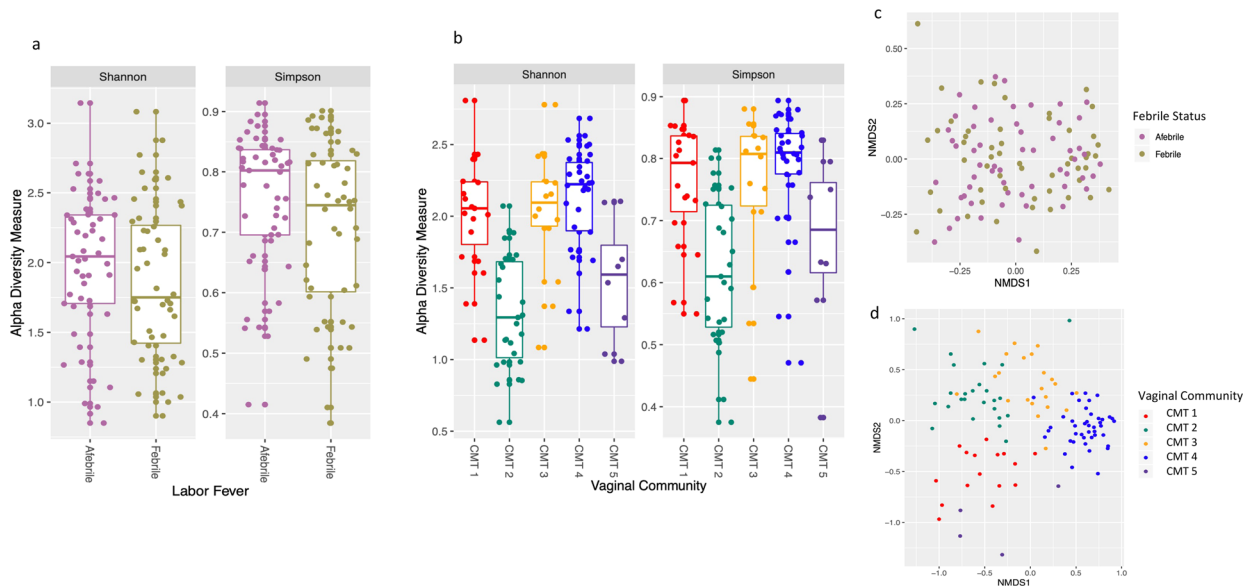 a
Shannon
Simpson
Alpha Diversity Measure
3.0
2.5
2.0
1.5
1.0
0.9
0.8
0.7
0.6
0.5
0.4
Afebrile
Febrile
Afebrile
Febrile
Labor Fever
b
Shannon
Simpson
Alpha Diversity Measure
2.5
2.0
1.5
1.0
0.5
0.9
0.8
0.7
0.6
0.5
0.4
CMT 1
CMT 2
CMT 3
CMT 4
CMT 5
CMT 1
CMT 2
CMT 3
CMT 4
CMT 5
Vaginal Community
c
NMDS2
0.50
0.25
0.00
-0.25
-0.25
0.00
0.25
NMDS1
Febrile Status
Afebrile
Febrile
d
NMDS2
1.0
0.5
0.0
-0.5
-1.0
-1.0
-0.5
0.0
0.5
1.0
NMDS1
Vaginal Community
CMT 1
CMT 2
CMT 3
CMT 4
CMT 5